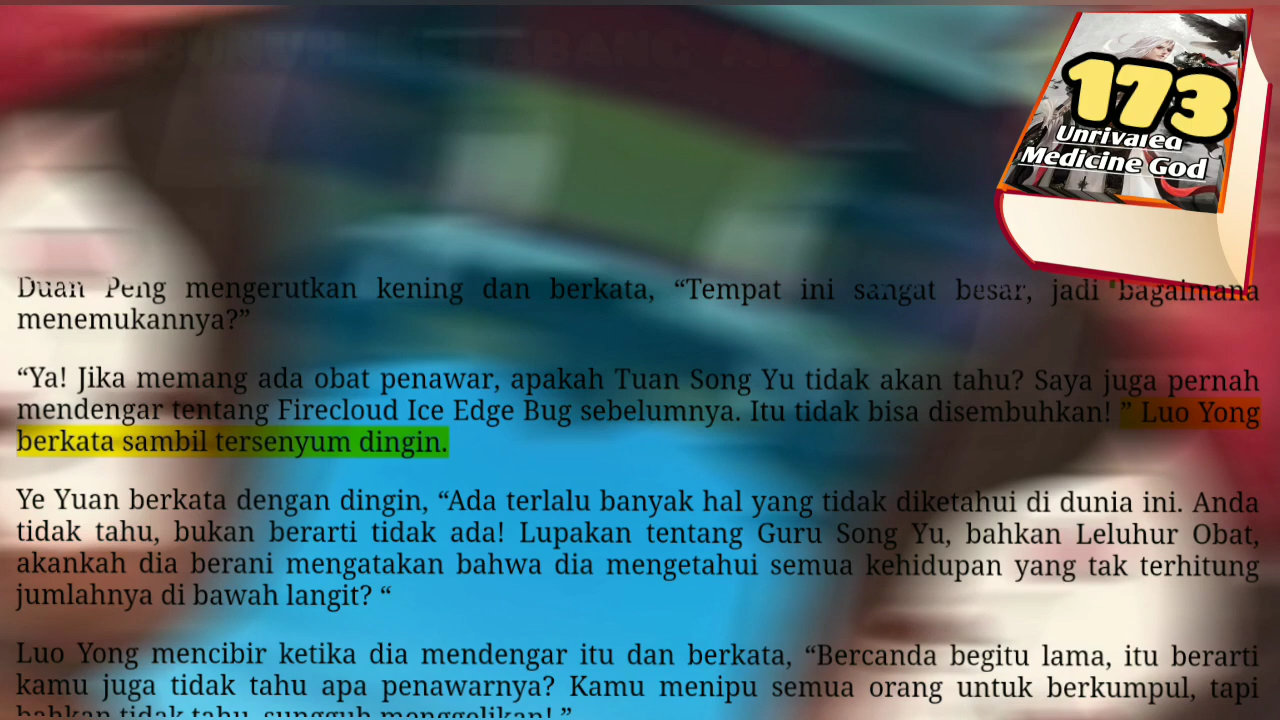 173
Unrivaled
Medicine God
Duan Peng mengerutkan kening dan berkata, “Tempat ini sangat besar, jadi bagaimana
menemukannya?”
“Ya! Jika memang ada obat penawar, apakah Tuan Song Yu tidak akan tahu? Saya juga pernah
mendengar tentang Firecloud Ice Edge Bug sebelumnya. Itu tidak bisa disembuhkan! ” Luo Yong
berkata sambil tersenyum dingin.
Ye Yuan berkata dengan dingin, “Ada terlalu banyak hal yang tidak diketahui di dunia ini. Anda
tidak tahu, bukan berarti tidak ada! Lupakan tentang Guru Song Yu, bahkan Leluhur Obat,
akankah dia berani mengatakan bahwa dia mengetahui semua kehidupan yang tak terhitung
jumlahnya di bawah langit? “
Luo Yong mencibir ketika dia mendengar itu dan berkata, “Bercanda begitu lama, itu berarti
kamu juga tidak tahu apa penawarnya? Kamu menipu semua orang untuk berkumpul, tapi
bahkan tidak tahu, sungguh menggelikan! ”